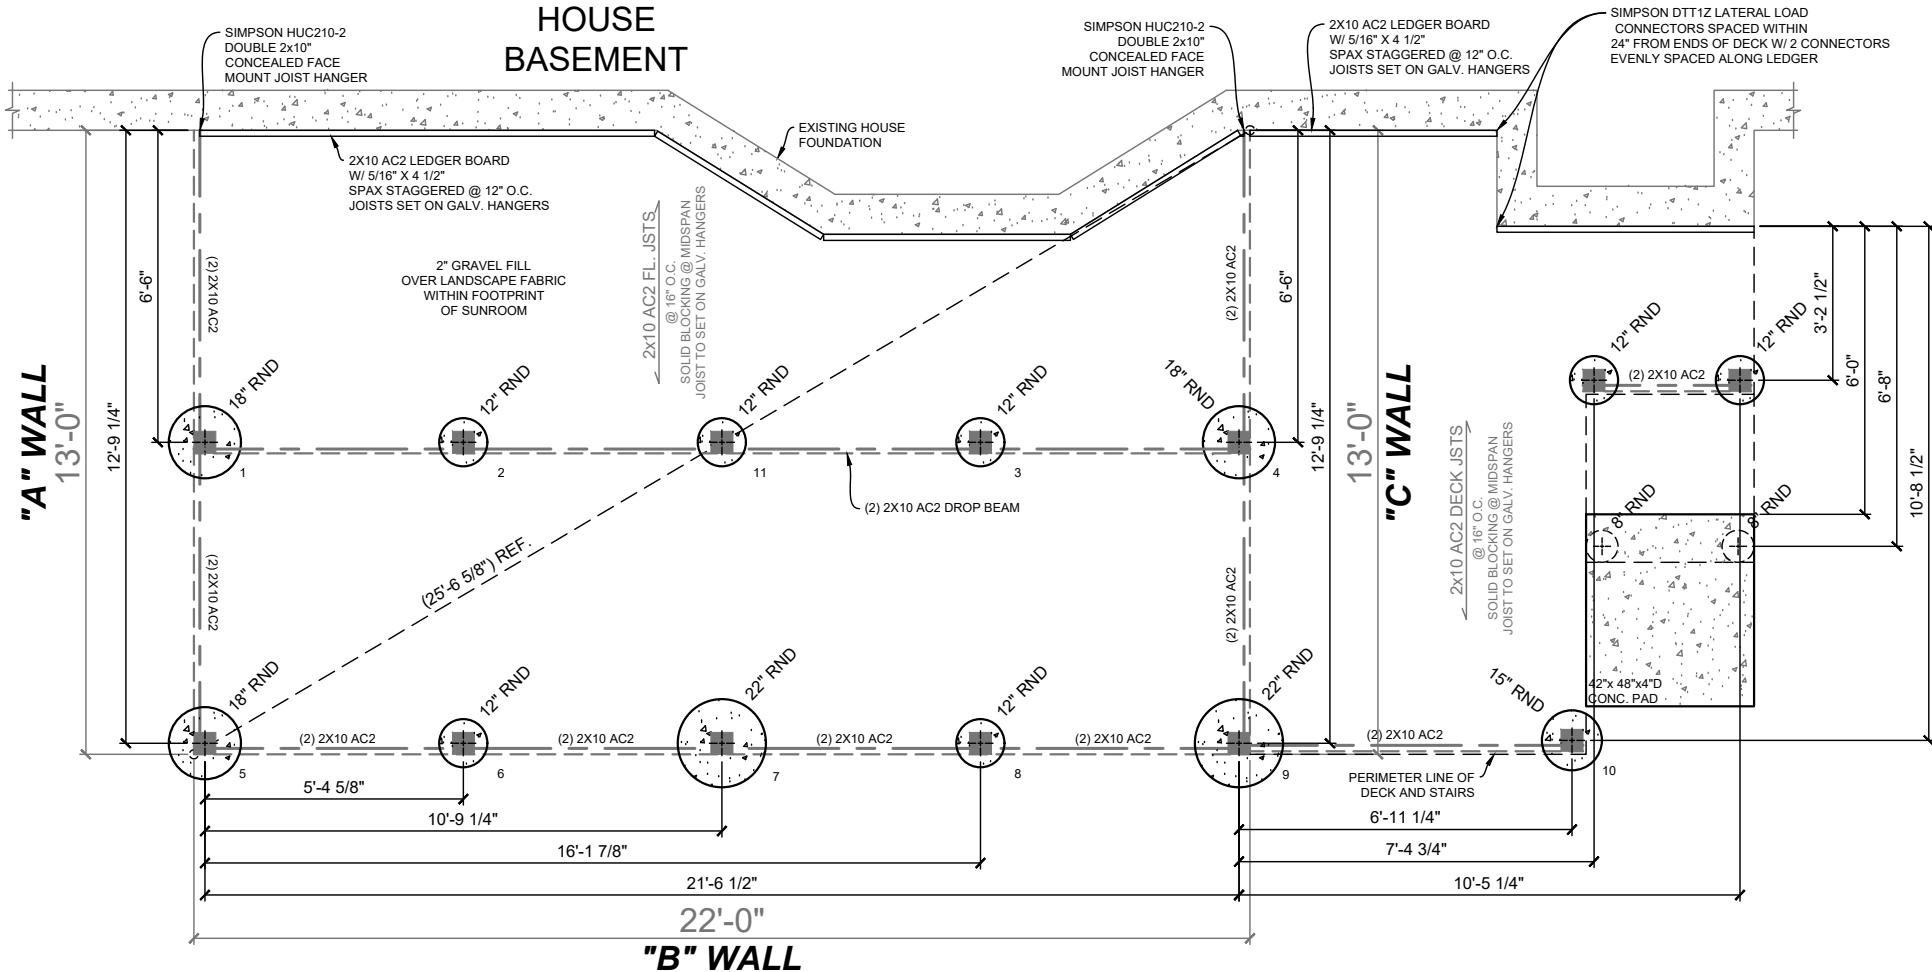 HOUSE
BASEMENT
SIMPSON HUC210-2
DOUBLE 2x10"
CONCEALED FACE
MOUNT JOIST HANGER
SIMPSON HUC210-2
DOUBLE 2x10"
CONCEALED FACE
MOUNT JOIST HANGER
2X10 AC2 LEDGER BOARD
W/ 5/16" X 4 1/2"
SPAX STAGGERED @ 12" O.C.
JOISTS SET ON GALV. HANGERS
SIMPSON DTT1Z LATERAL LOAD
CONNECTORS SPACED WITHIN
24" FROM ENDS OF DECK W/ 2 CONNECTORS
EVENLY SPACED ALONG LEDGER
EXISTING HOUSE
FOUNDATION
2X10 AC2 LEDGER BOARD
W/ 5/16" X 4 1/2"
SPAX STAGGERED @ 12" O.C.
JOISTS SET ON GALV. HANGERS
2" GRAVEL FILL
OVER LANDSCAPE FABRIC
WITHIN FOOTPRINT
OF SUNROOM
2x10 AC2 FL. JSTS
@ 16" O.C.
SOLID BLOCKING @ MIDSPAN
JOIST TO SET ON GALV. HANGERS
(2) 2X10 AC2
(2) 2X10 AC2
6'-6"
6'-6"
3'-2 1/2"
6'-0"
6'-8"
10'-8 1/2"
"A" WALL
13'-0"
12'-9 1/4"
12'-9 1/4"
13'-0"
"C" WALL
18" RND
12" RND
12" RND
12" RND
18" RND
12" RND
12" RND
(2) 2X10 AC2
1
2
11
3
4
(2) 2X10 AC2 DROP BEAM
2x10 AC2 DECK JSTS
@ 16" O.C.
SOLID BLOCKING @ MIDSPAN
JOIST TO SET ON GALV. HANGERS
8" RND
8" RND
(2) 2X10 AC2
(25'-6 5/8") REF.
(2) 2X10 AC2
42"x 48"x4"D
CONC. PAD
18" RND
12" RND
22" RND
12" RND
22" RND
15" RND
(2) 2X10 AC2
(2) 2X10 AC2
(2) 2X10 AC2
(2) 2X10 AC2
(2) 2X10 AC2
5
6
7
8
9
10
PERIMETER LINE OF
DECK AND STAIRS
5'-4 5/8"
10'-9 1/4"
16'-1 7/8"
21'-6 1/2"
6'-11 1/4"
7'-4 3/4"
10'-5 1/4"
22'-0"
"B" WALL